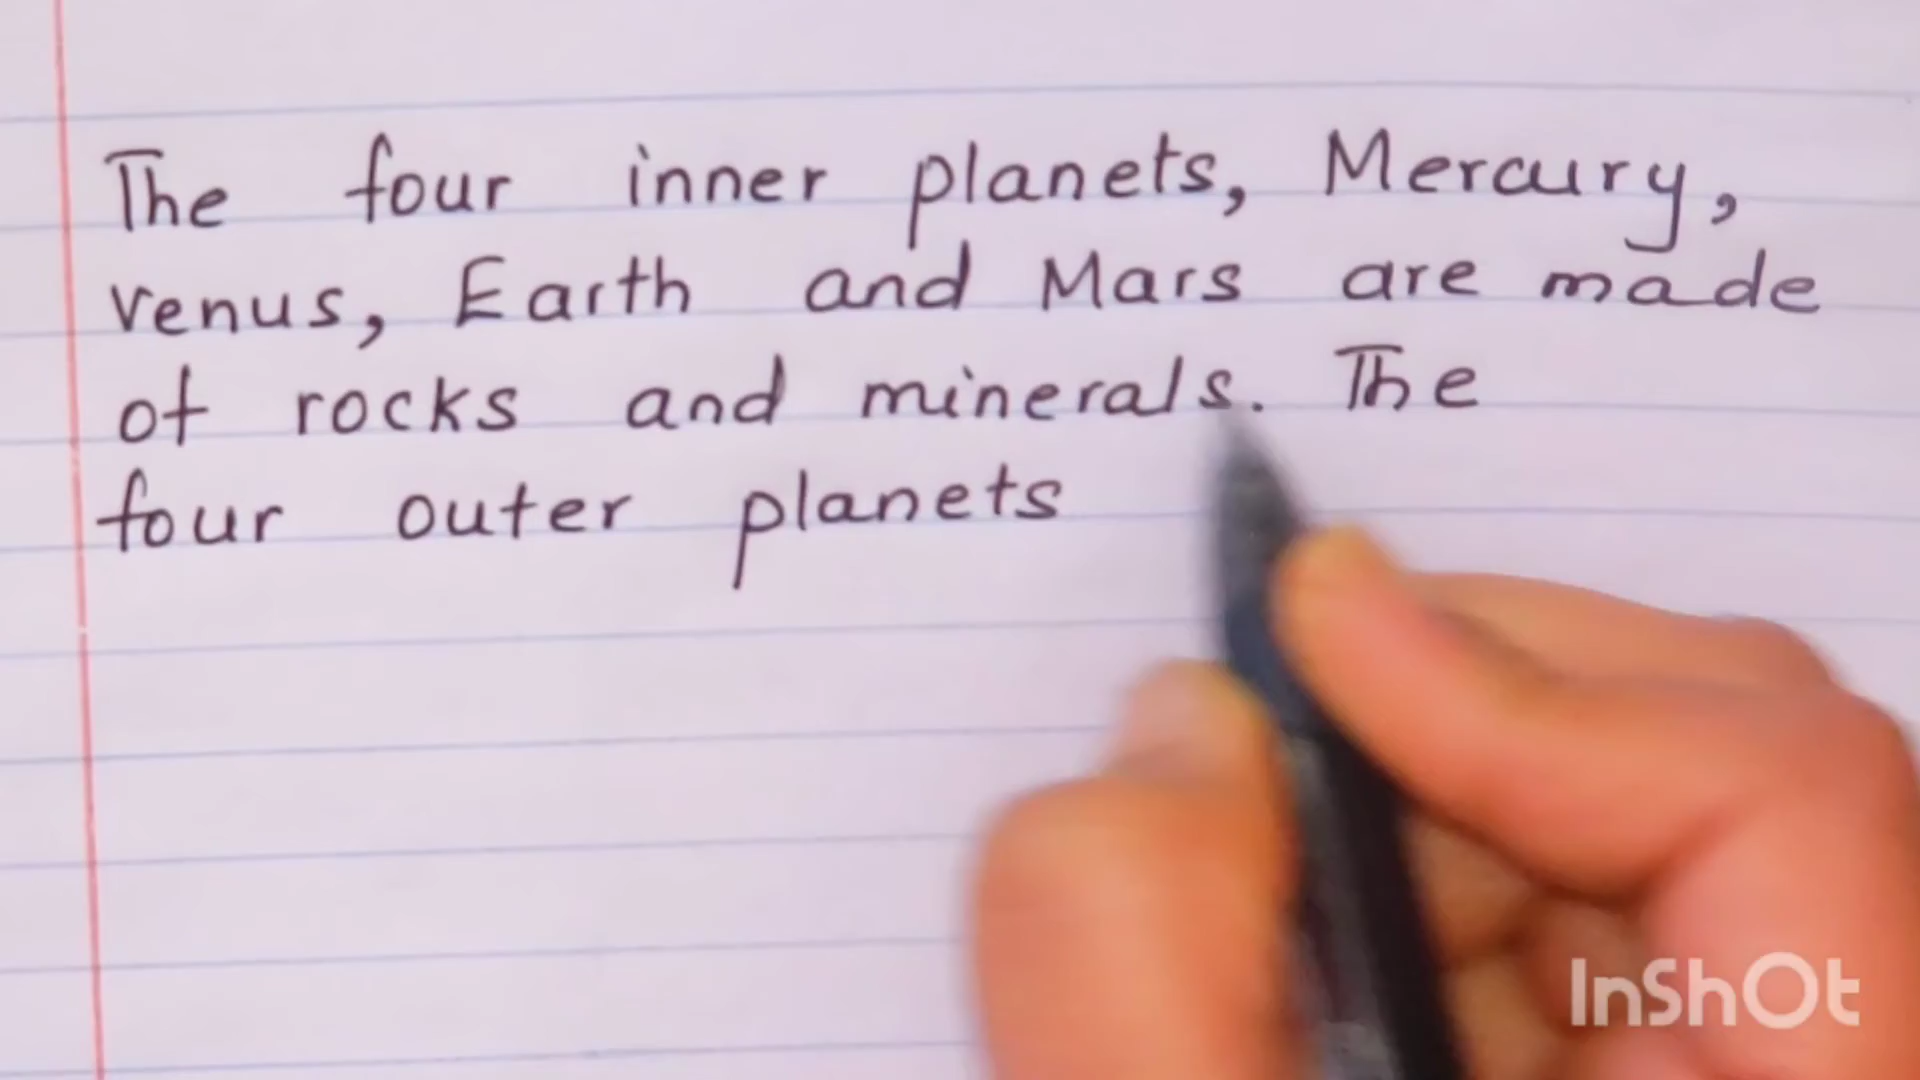 The four inner planets, Mercury,
venus, Earth and Mars are made
of rocks and minerals. The
four outer planets
InShOt